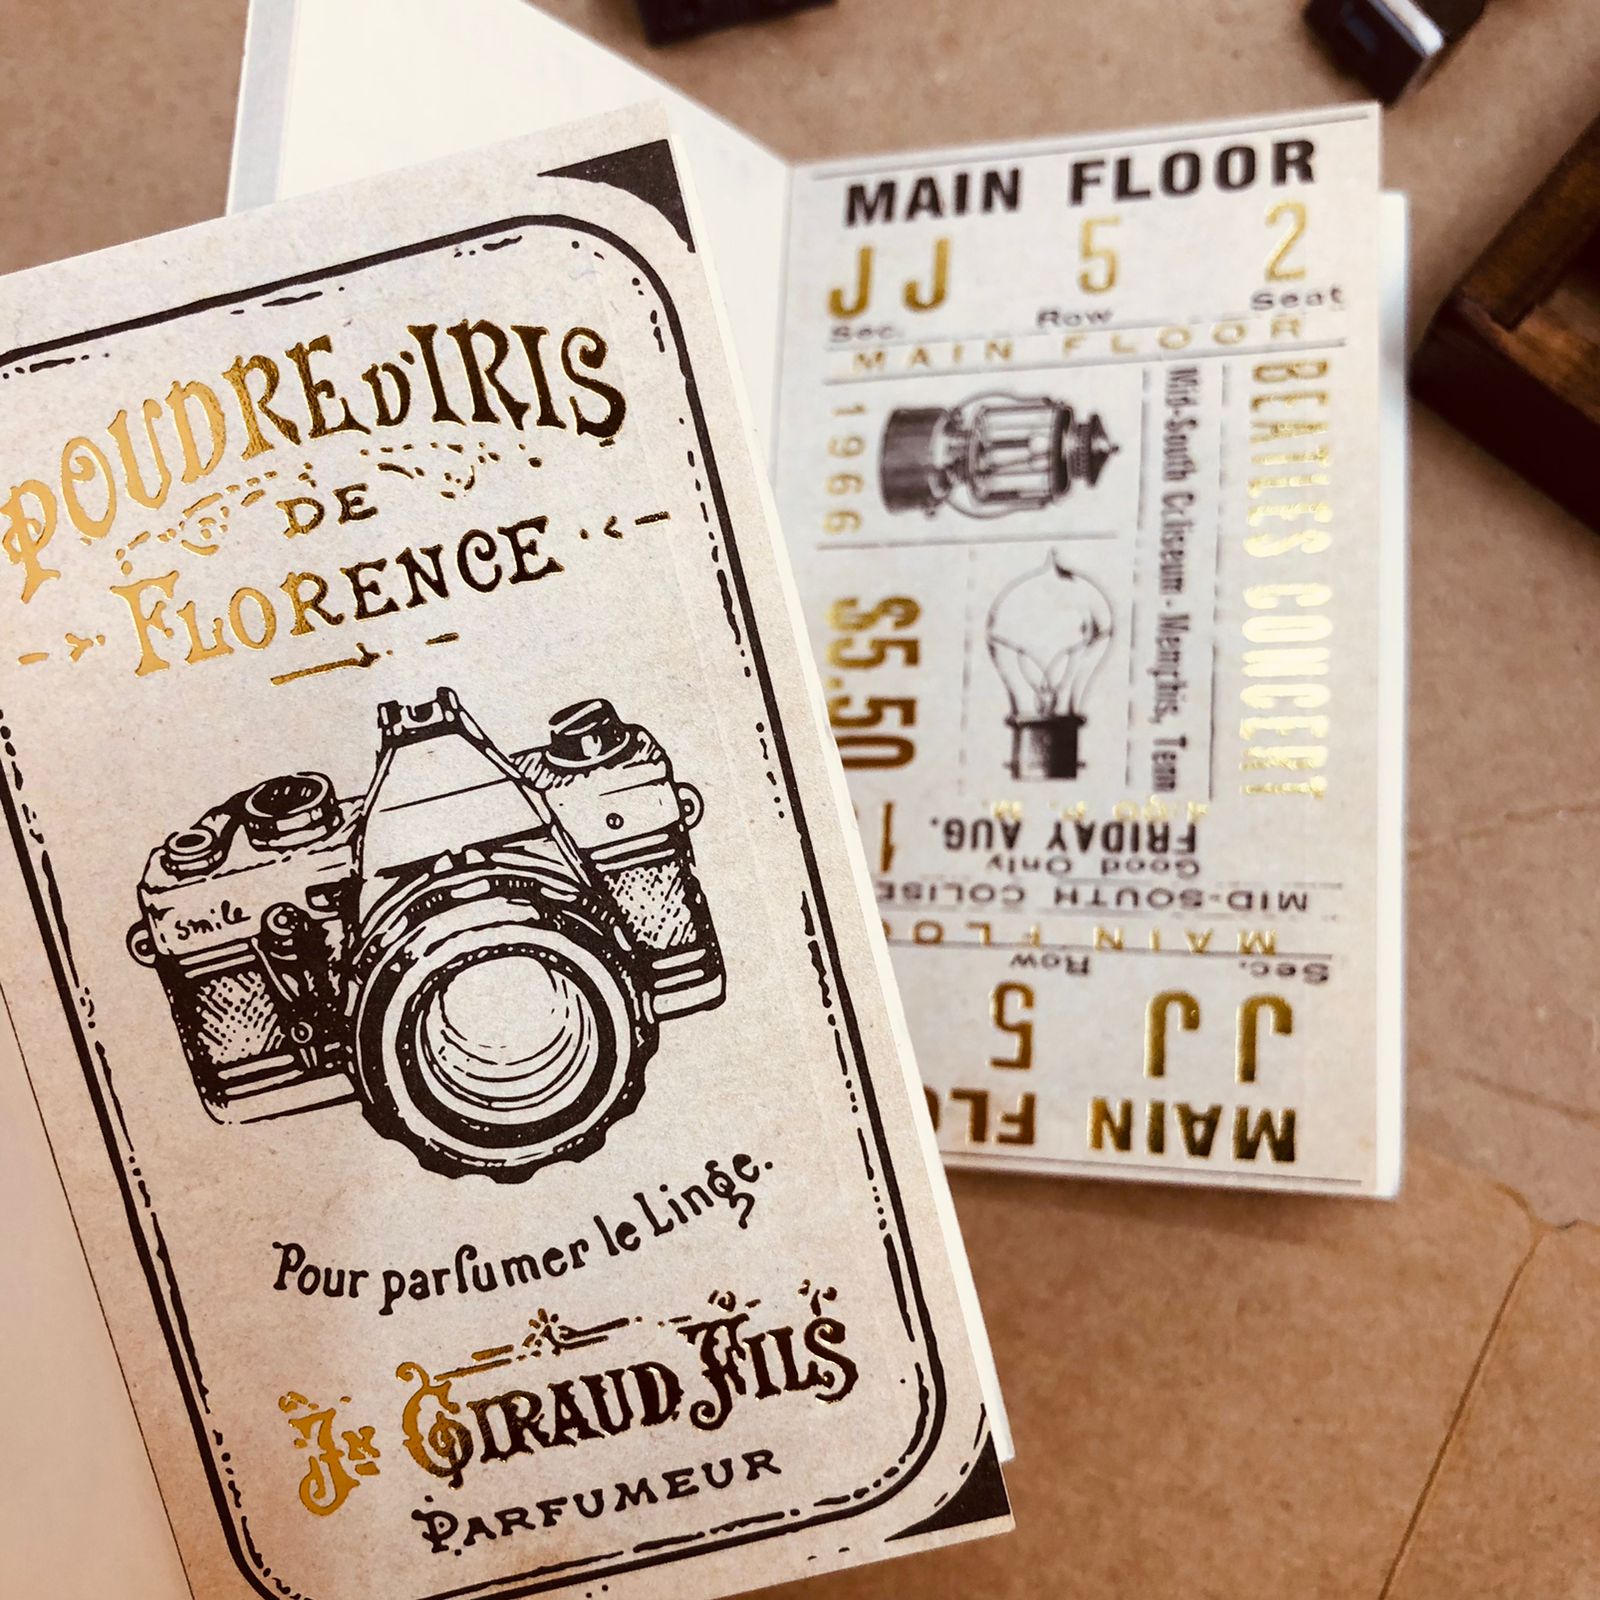 POUDRE D'IRIS
DE
FLORENCE
smile
Pour parfumer le Linge.
JN GIRAUD FILS
PARFUMEUR
MAIN FLOOR
JJ 5 2
Sec. Row Seat
MAIN FLOOR
1966
$5.50
Mid-South Coliseum - Memphis, Tenn
BEATLES CONCERT
FRIDAY AUG.
Good Only
MID-SOUTH COLISE
MAIN FLOO
Sec. Row
JJ 5
MAIN FLO